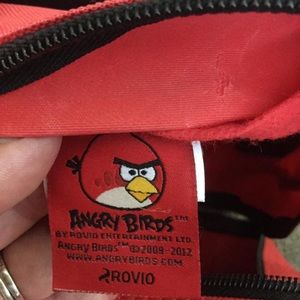 ANGRY BIRDS™
BY ROVIO ENTERTAINMENT LTD.
ANGRY BIRDS™ © 2009-2012
WWW.ANGRYBIRDS.COM
ROVIO